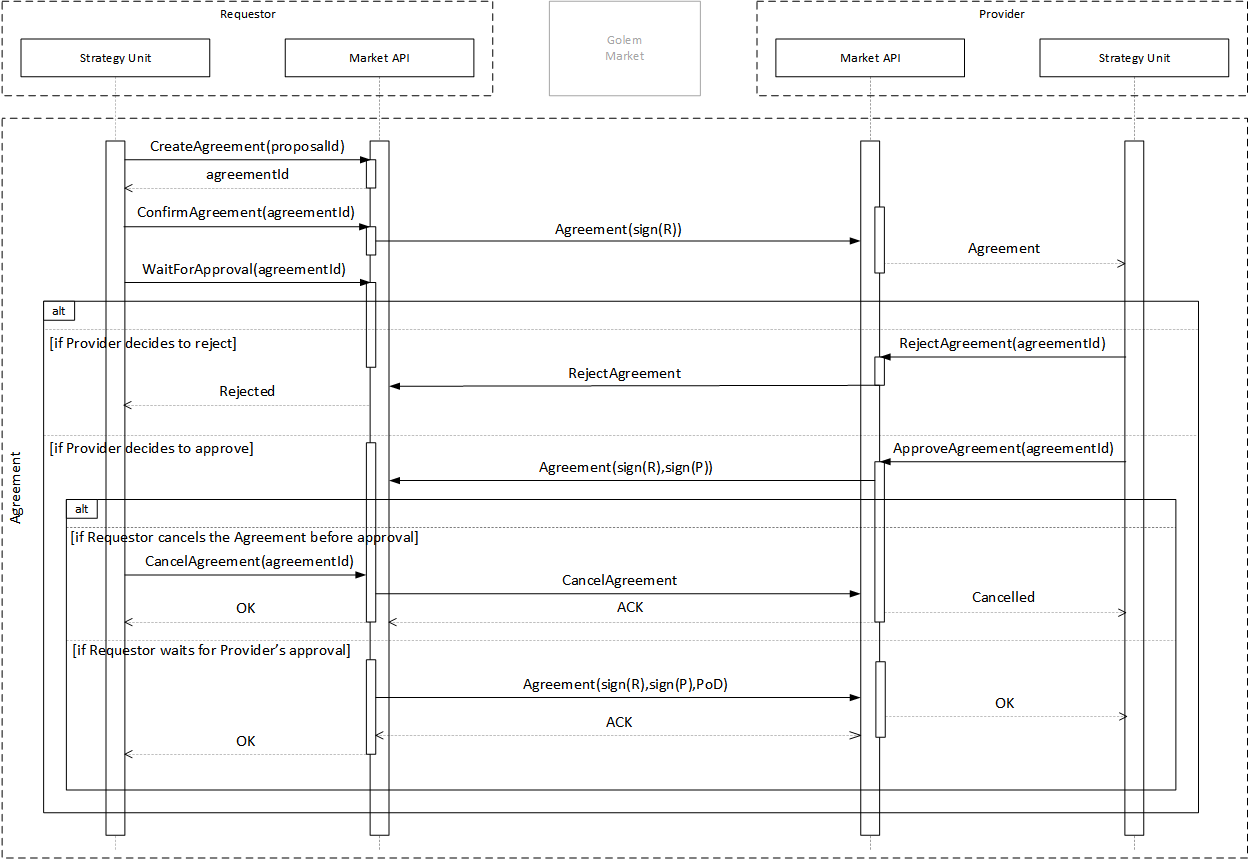 Requestor
Provider
Golem
Market
Strategy Unit
Market API
Market API
Strategy Unit
CreateAgreement(proposalId)
agreementId
ConfirmAgreement(agreementId)
Agreement(sign(R))
Agreement
WaitForApproval(agreementId)
alt
[if Provider decides to reject]
RejectAgreement(agreementId)
RejectAgreement
Rejected
[if Provider decides to approve]
ApproveAgreement(agreementId)
Agreement(sign(R),sign(P))
Agreement
alt
[if Requestor cancels the Agreement before approval]
CancelAgreement(agreementId)
CancelAgreement
Cancelled
OK
ACK
[if Requestor waits for Provider’s approval]
Agreement(sign(R),sign(P),PoD)
OK
ACK
OK